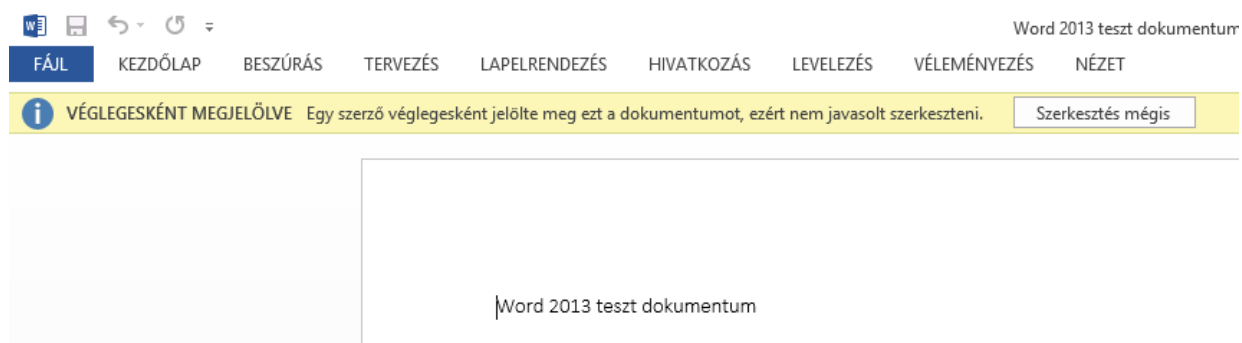 Word 2013 teszt dokumentum
FÁJL KEZDŐLAP BESZÚRÁS TERVEZÉS LAPELRENDEZÉS HIVATKOZÁS LEVELEZÉS VÉLEMÉNYEZÉS NÉZET
VÉGLEGESKÉNT MEGJELÖLVE Egy szerző véglegesként jelölte meg ezt a dokumentumot, ezért nem javasolt szerkeszteni. Szerkesztés mégis
Word 2013 teszt dokumentum